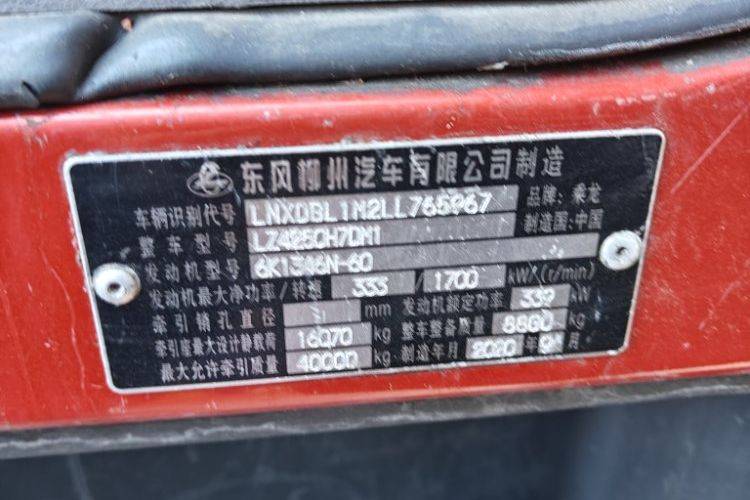 东风柳州汽车有限公司制造
车辆识别代号 LNXDBL1M2LL765967 品牌: 乘龙
整车型号 LZ4250H7DM1 制造国: 中国
发动机型号 6K1346N-60
发动机最大净功率/转速 333 / 1700 kW/(r/min)
牵引销孔直径 mm 发动机额定功率 339 kW
牵引座最大设计静载荷 16070 kg 整车整备质量 8880 kg
最大允许牵引质量 40000 kg 制造年月 2020 年 月